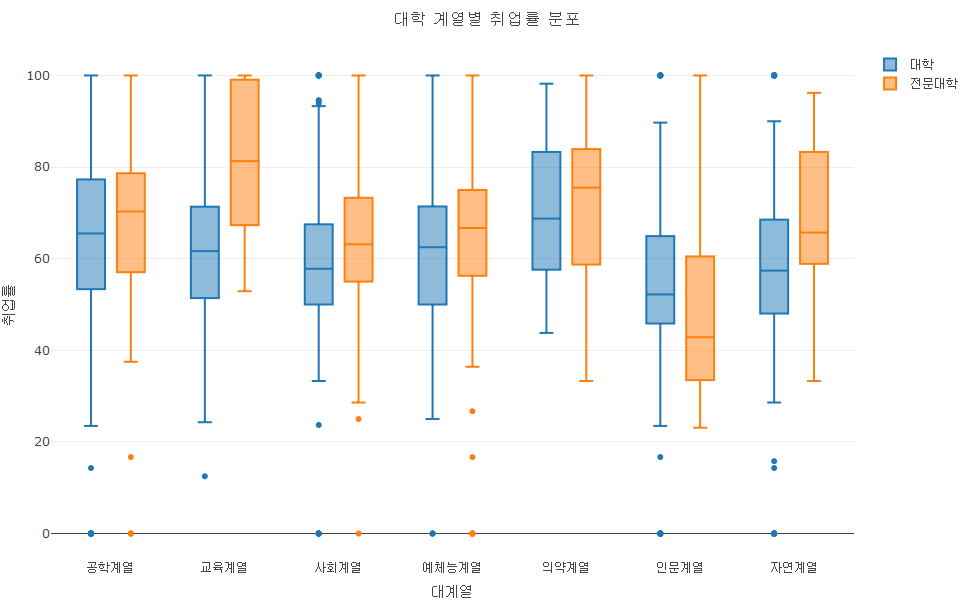 대학 계열별 취업률 분포
대학
전문대학
100
80
60
40
20
0
취업률
공학계열 교육계열 사회계열 예체능계열 의약계열 인문계열 자연계열
대계열